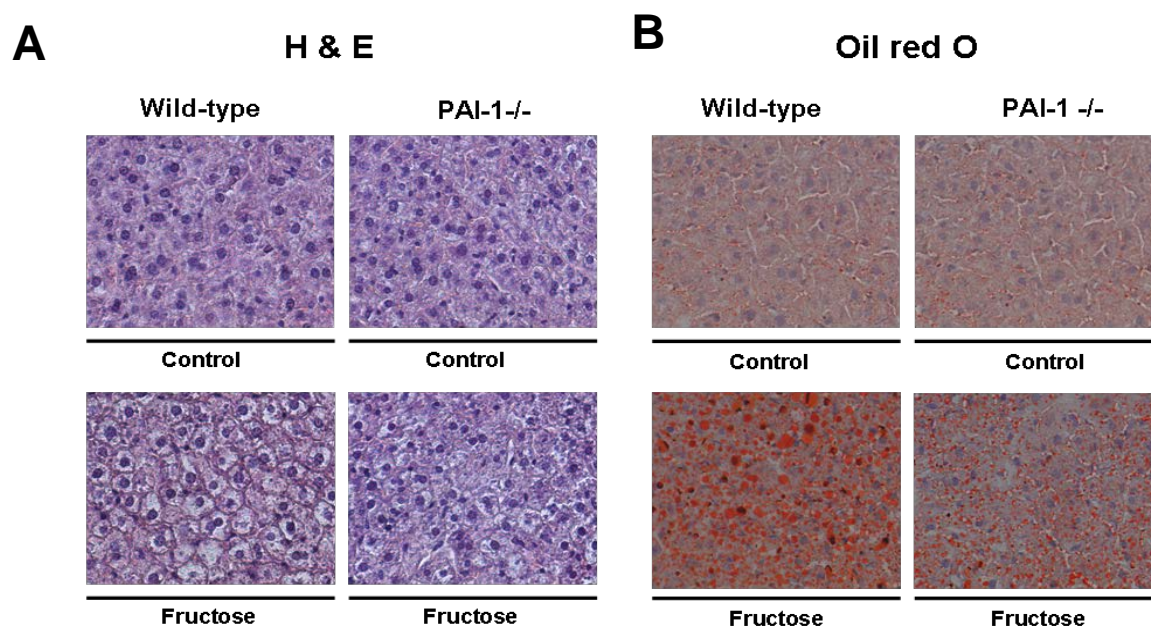 A
H & E
Wild-type
PAI-1-/-
Control
Control
Fructose
Fructose
B
Oil red O
Wild-type
PAI-1 -/-
Control
Control
Fructose
Fructose